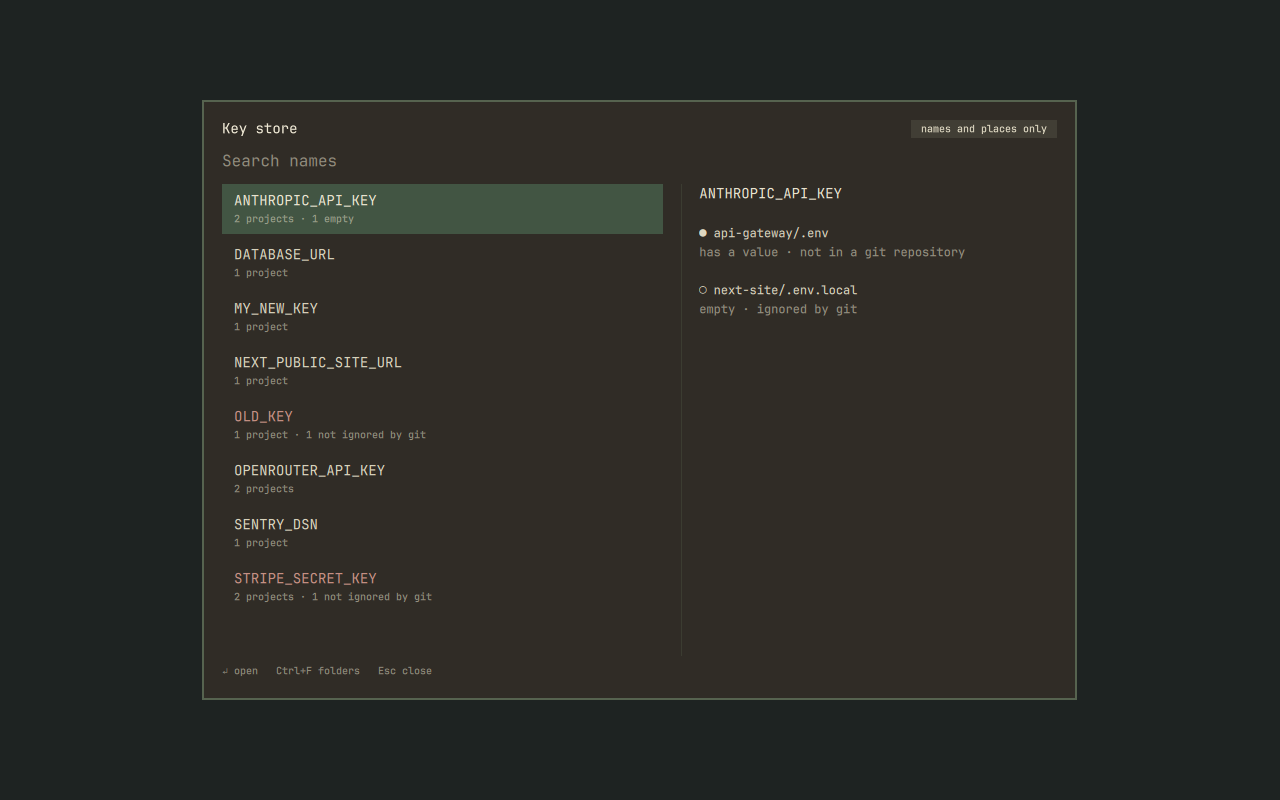 Key store
names and places only
Search names
ANTHROPIC_API_KEY
2 projects · 1 empty
DATABASE_URL
1 project
MY_NEW_KEY
1 project
NEXT_PUBLIC_SITE_URL
1 project
OLD_KEY
1 project · 1 not ignored by git
OPENROUTER_API_KEY
2 projects
SENTRY_DSN
1 project
STRIPE_SECRET_KEY
2 projects · 1 not ignored by git
ANTHROPIC_API_KEY
● api-gateway/.env
has a value · not in a git repository
○ next-site/.env.local
empty · ignored by git
↵ open Ctrl+F folders Esc close